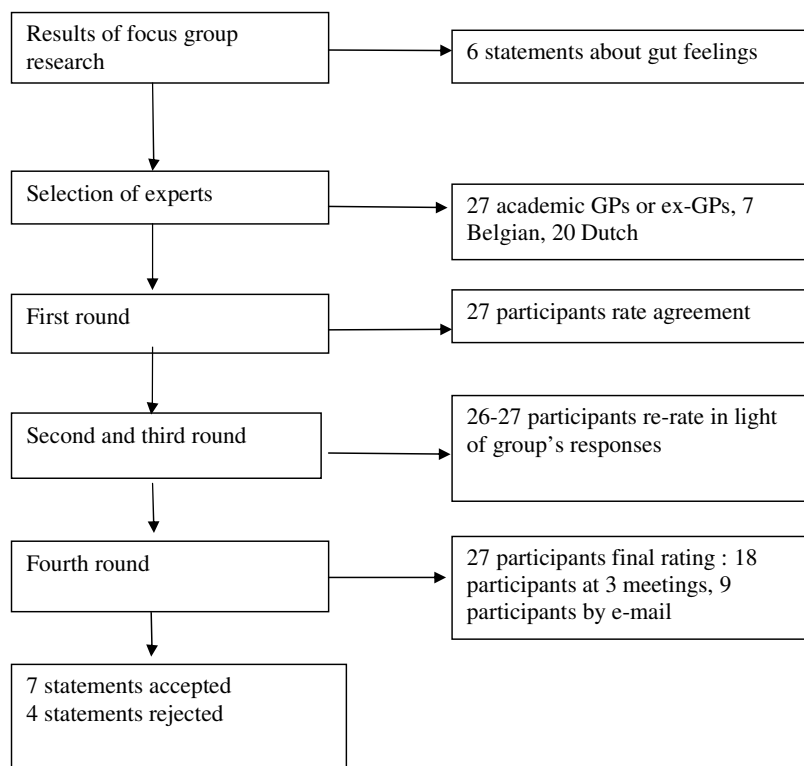 Results of focus group
research
6 statements about gut feelings
Selection of experts
27 academic GPs or ex-GPs, 7
Belgian, 20 Dutch
First round
27 participants rate agreement
Second and third round
26-27 participants re-rate in light
of group’s responses
Fourth round
27 participants final rating : 18
participants at 3 meetings, 9
participants by e-mail
7 statements accepted
4 statements rejected